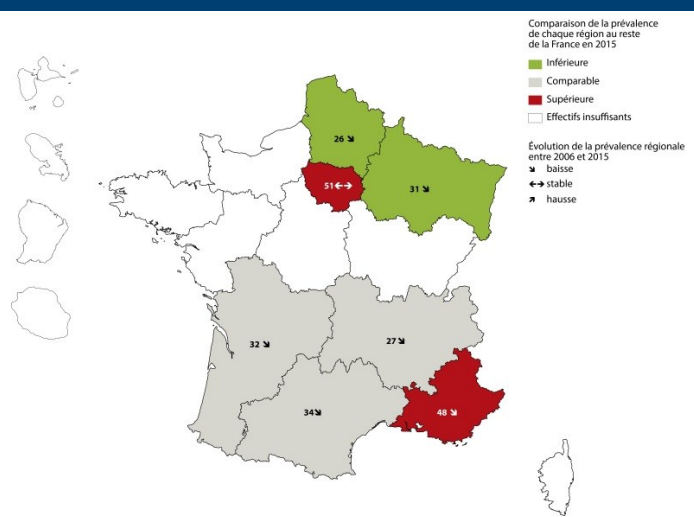 Comparaison de la prévalence
de chaque région au reste
de la France en 2015
Inférieure
Comparable
Supérieure
Effectifs insuffisants
Évolution de la prévalence régionale
entre 2006 et 2015
↘ baisse
←→ stable
↗ hausse
26 ↘
51 ←→
31 ↘
32 ↘
27 ↘
34 ↘
48 ↘